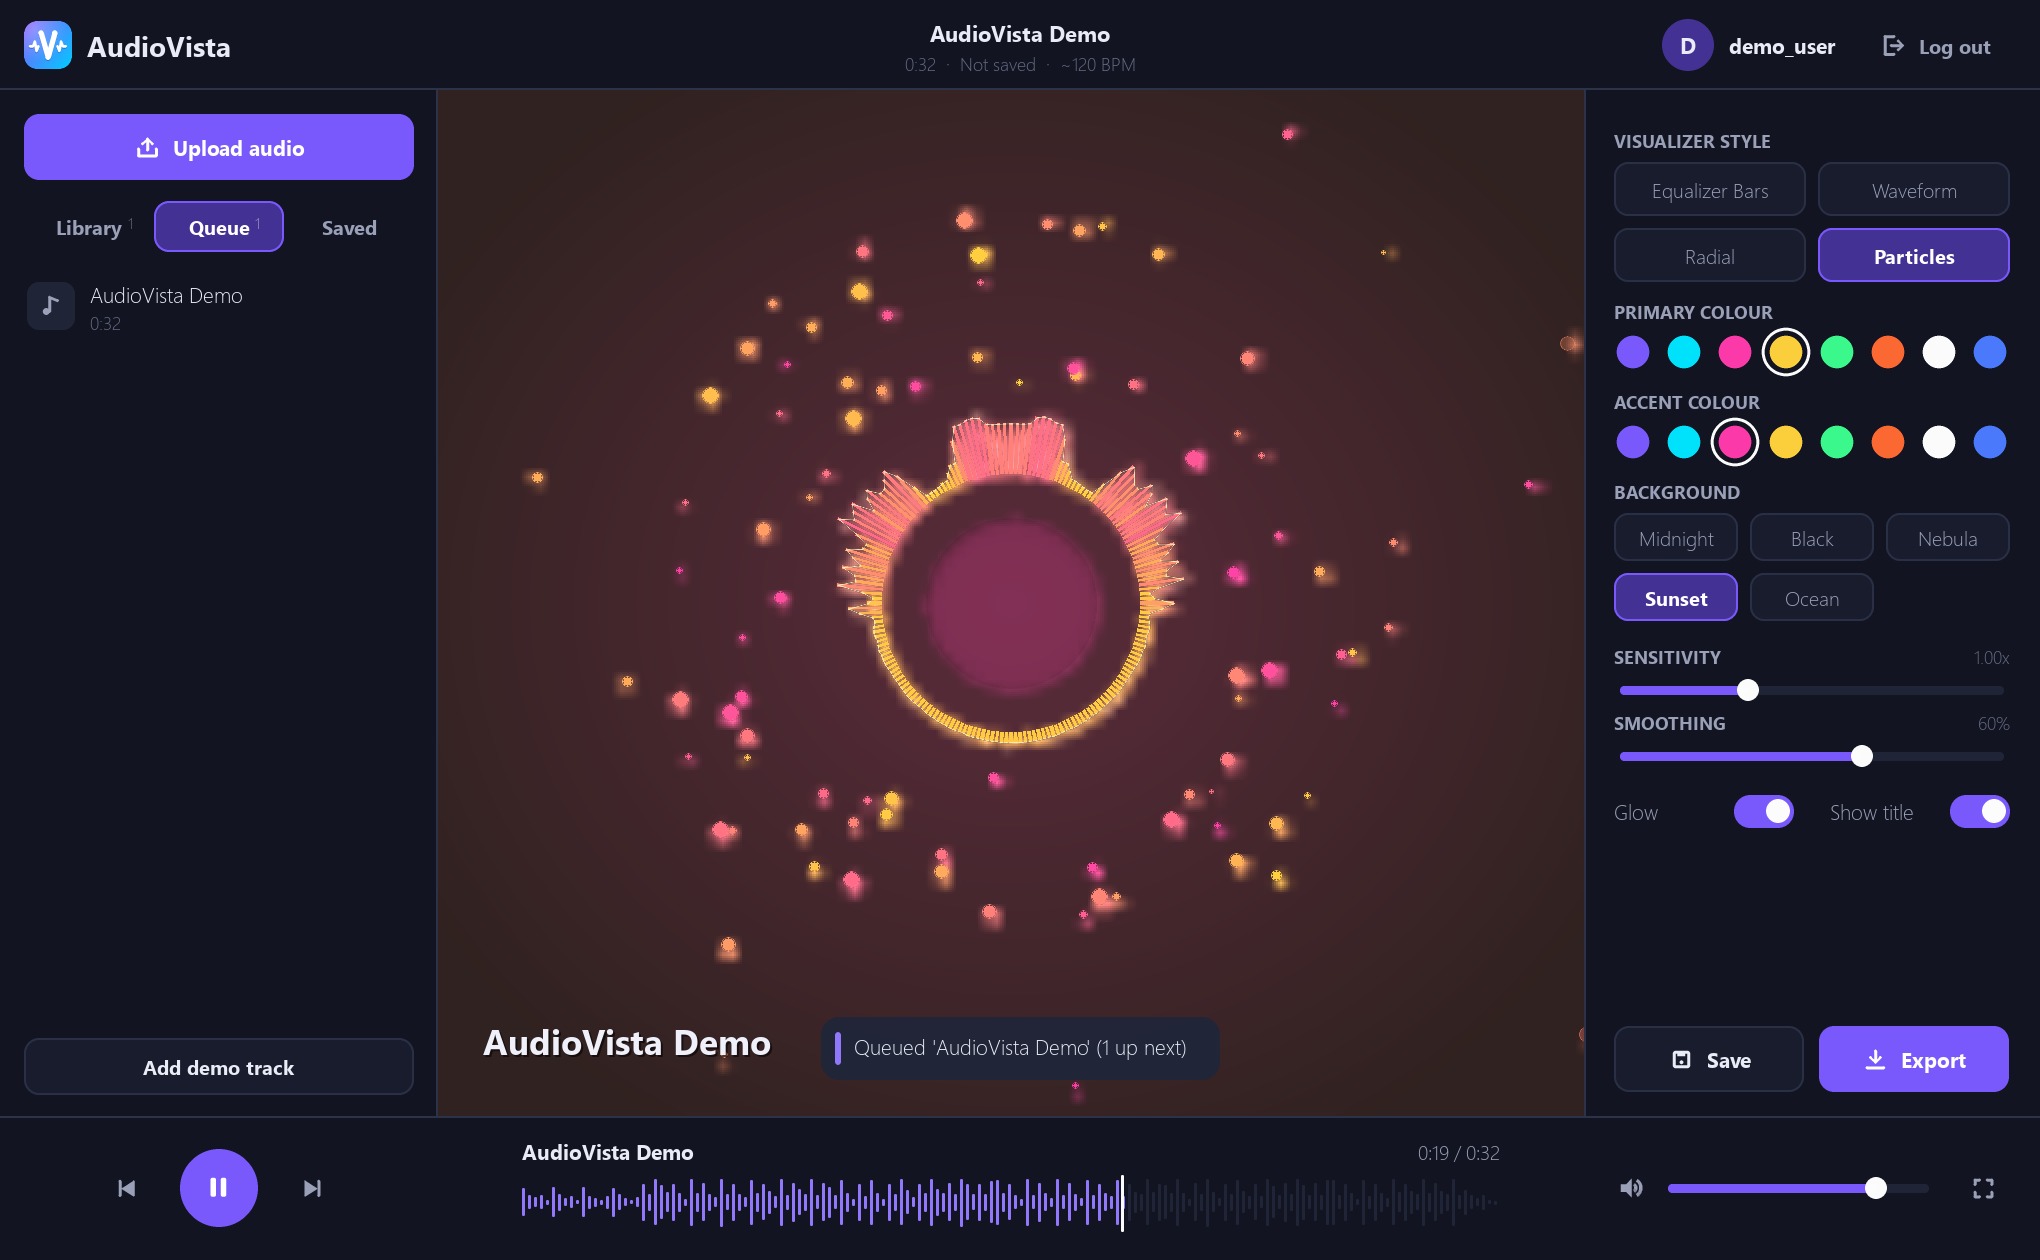 AudioVista
AudioVista Demo
0:32 · Not saved · ~120 BPM
D
demo_user
Log out
Upload audio
Library 1
Queue 1
Saved
AudioVista Demo
0:32
Add demo track
AudioVista Demo
Queued 'AudioVista Demo' (1 up next)
VISUALIZER STYLE
Equalizer Bars
Waveform
Radial
Particles
PRIMARY COLOUR
ACCENT COLOUR
BACKGROUND
Midnight
Black
Nebula
Sunset
Ocean
SENSITIVITY
1.00x
SMOOTHING
60%
Glow
Show title
Save
Export
AudioVista Demo
0:19 / 0:32